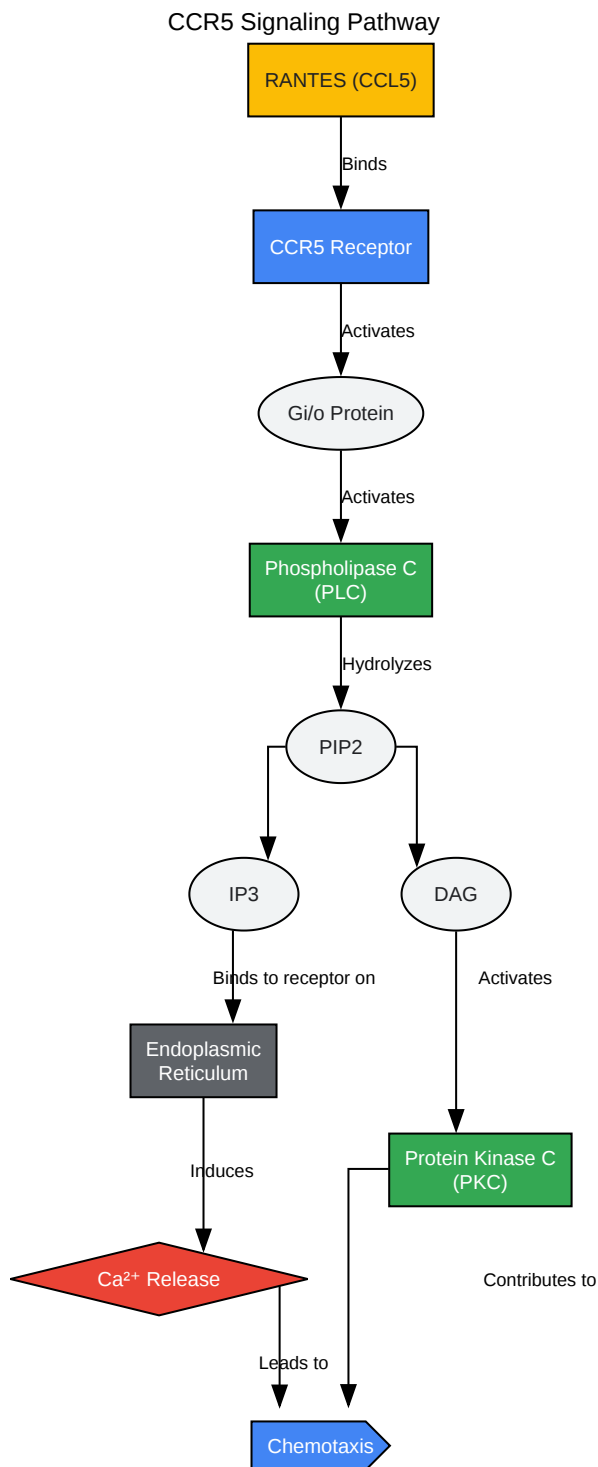 CCR5 Signaling Pathway
RANTES (CCL5)
Binds
CCR5 Receptor
Activates
Gi/o Protein
Activates
Phospholipase C
(PLC)
Hydrolyzes
PIP2
IP3
DAG
Binds to receptor on
Activates
Endoplasmic
Reticulum
Protein Kinase C
(PKC)
Induces
Ca²⁺ Release
Contributes to
Leads to
Chemotaxis